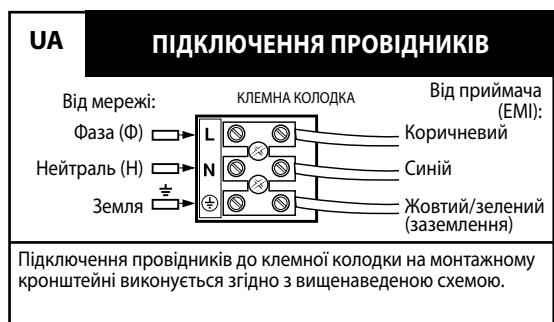 UA
ПІДКЛЮЧЕННЯ ПРОВІДНИКІВ
Від мережі:
КЛЕМНА КОЛОДКА
Від приймача
(EMI):
Фаза (Ф)
L
Коричневий
Нейтраль (Н)
N
Синій
Земля
Жовтий/зелений
(заземлення)
Підключення провідників до клемної колодки на монтажному
кронштейні виконується згідно з вищенаведеною схемою.